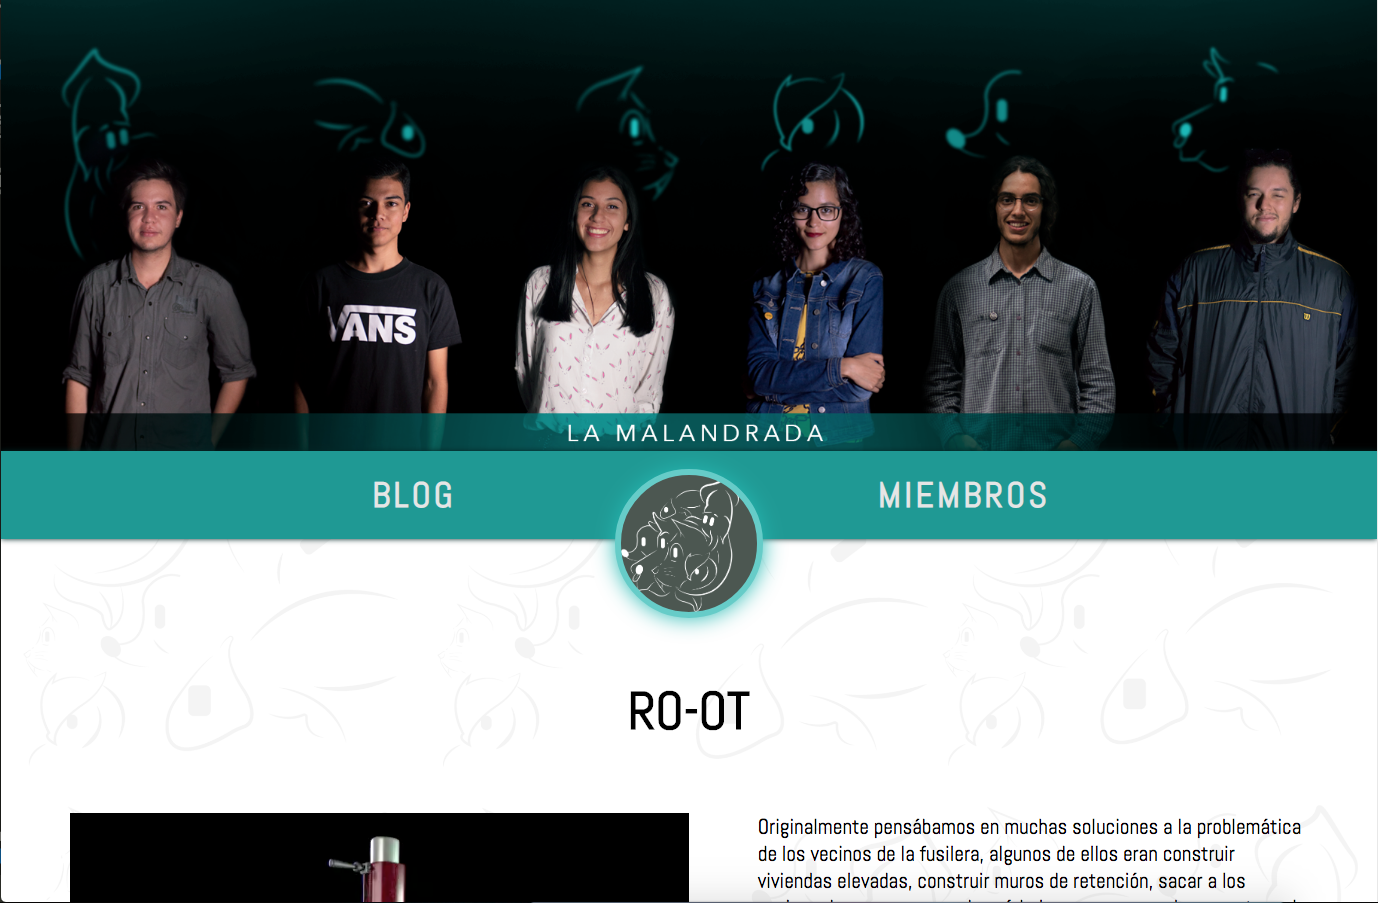 VANS
LA MALANDRADA
BLOG
MIEMBROS
RO-OT
Originalmente pensábamos en muchas soluciones a la problemática
de los vecinos de la fusilera, algunos de ellos eran construir
viviendas elevadas, construir muros de retención, sacar a los